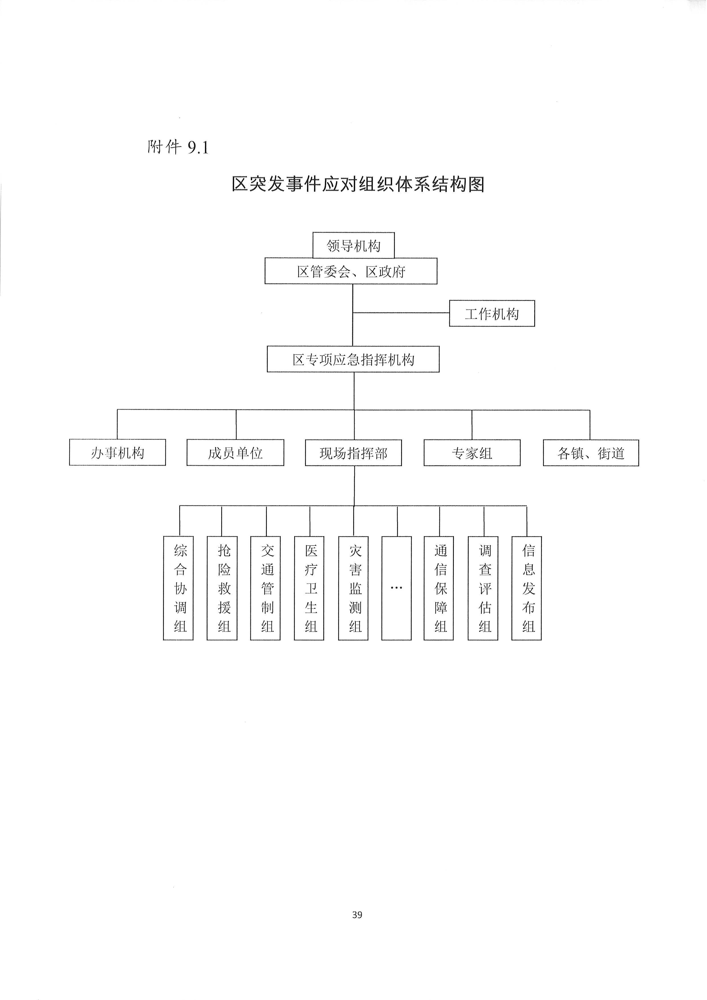 附件 9.1
区突发事件应对组织体系结构图
领导机构
区管委会、区政府
工作机构
区专项应急指挥机构
办事机构
成员单位
现场指挥部
专家组
各镇、街道
综合协调组
抢险救援组
交通管制组
医疗卫生组
灾害监测组
…
通信保障组
调查评估组
信息发布组
39